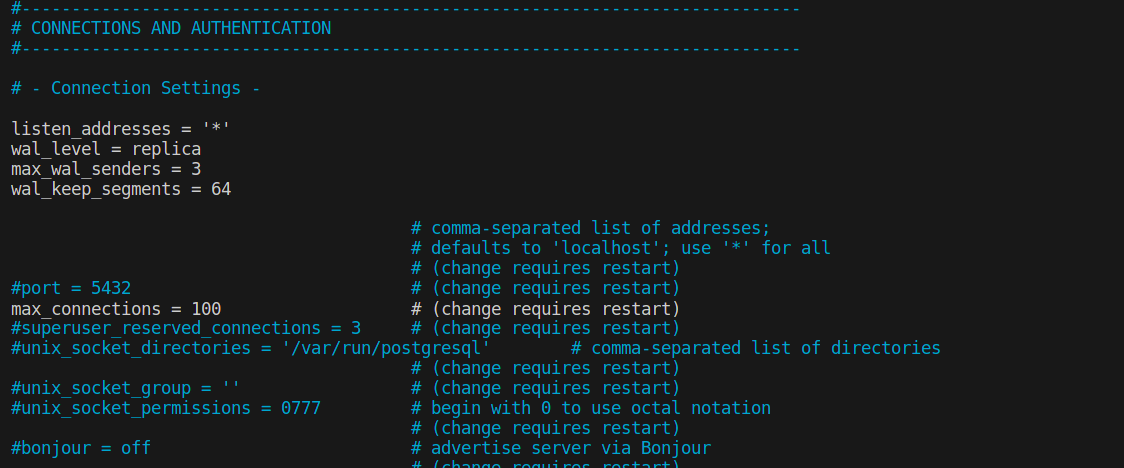 #------------------------------------------------------------------------------
# CONNECTIONS AND AUTHENTICATION
#------------------------------------------------------------------------------
# - Connection Settings -
listen_addresses = '*'
wal_level = replica
max_wal_senders = 3
wal_keep_segments = 64
# comma-separated list of addresses;
# defaults to 'localhost'; use '*' for all
# (change requires restart)
#port = 5432                            # (change requires restart)
max_connections = 100                   # (change requires restart)
#superuser_reserved_connections = 3     # (change requires restart)
#unix_socket_directories = '/var/run/postgresql'        # comma-separated list of directories
# (change requires restart)
#unix_socket_group = ''                 # (change requires restart)
#unix_socket_permissions = 0777         # begin with 0 to use octal notation
# (change requires restart)
#bonjour = off                          # advertise server via Bonjour
# (change requires restart)